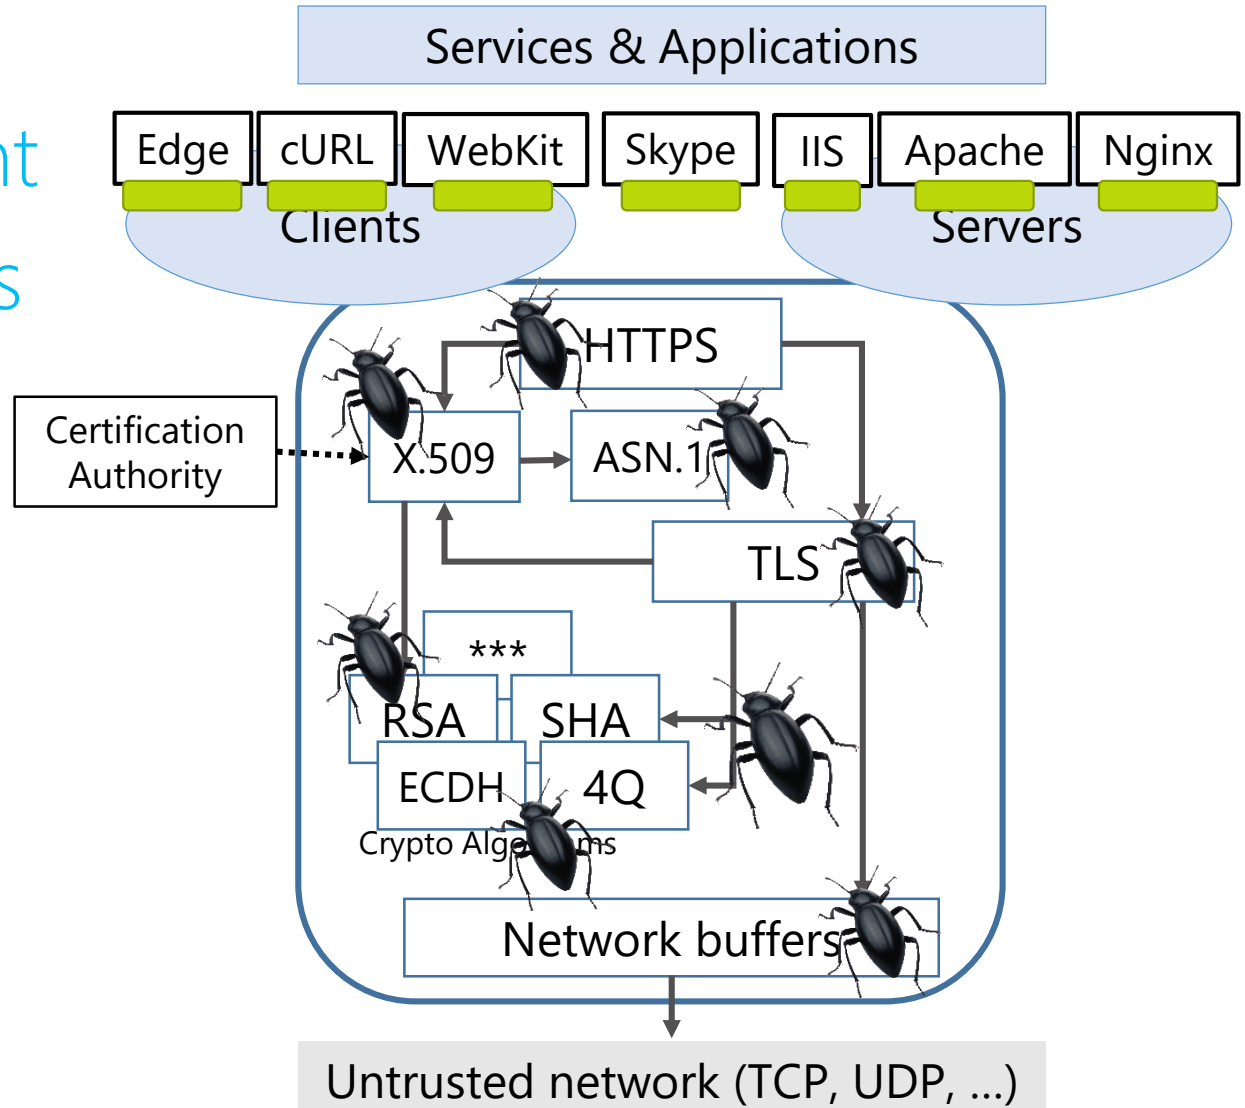 Services & Applications
Edge cURL WebKit Skype IIS Apache Nginx
Clients Servers
HTTPS
Certification
Authority
X.509 ASN.1
TLS
***
RSA SHA
ECDH 4Q
Crypto
Network buffers
Untrusted network (TCP, UDP, ...)